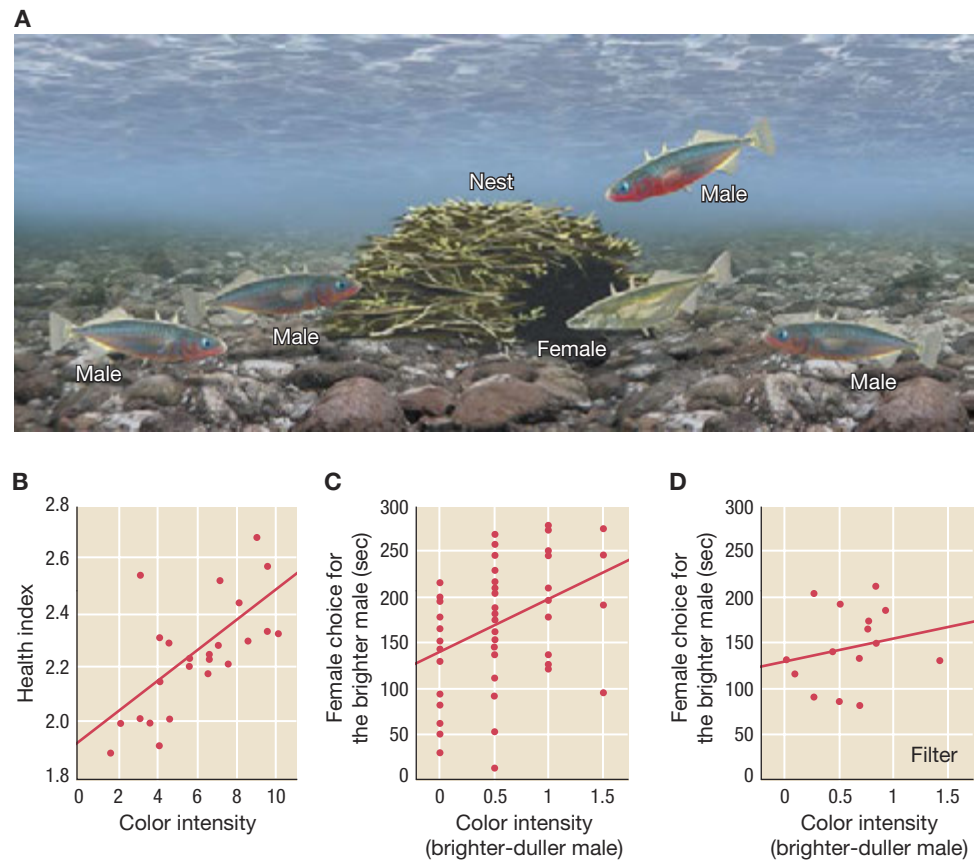 A
Nest
Male
Male
Male
Female
Male
B
Health index
2.8
2.6
2.4
2.2
2.0
1.8
0 2 4 6 8 10
Color intensity
C
Female choice for
the brighter male (sec)
300
250
200
150
100
50
0
0 0.5 1 1.5
Color intensity
(brighter-duller male)
D
Female choice for
the brighter male (sec)
300
250
200
150
100
50
0
Filter
0 0.5 1 1.5
Color intensity
(brighter-duller male)